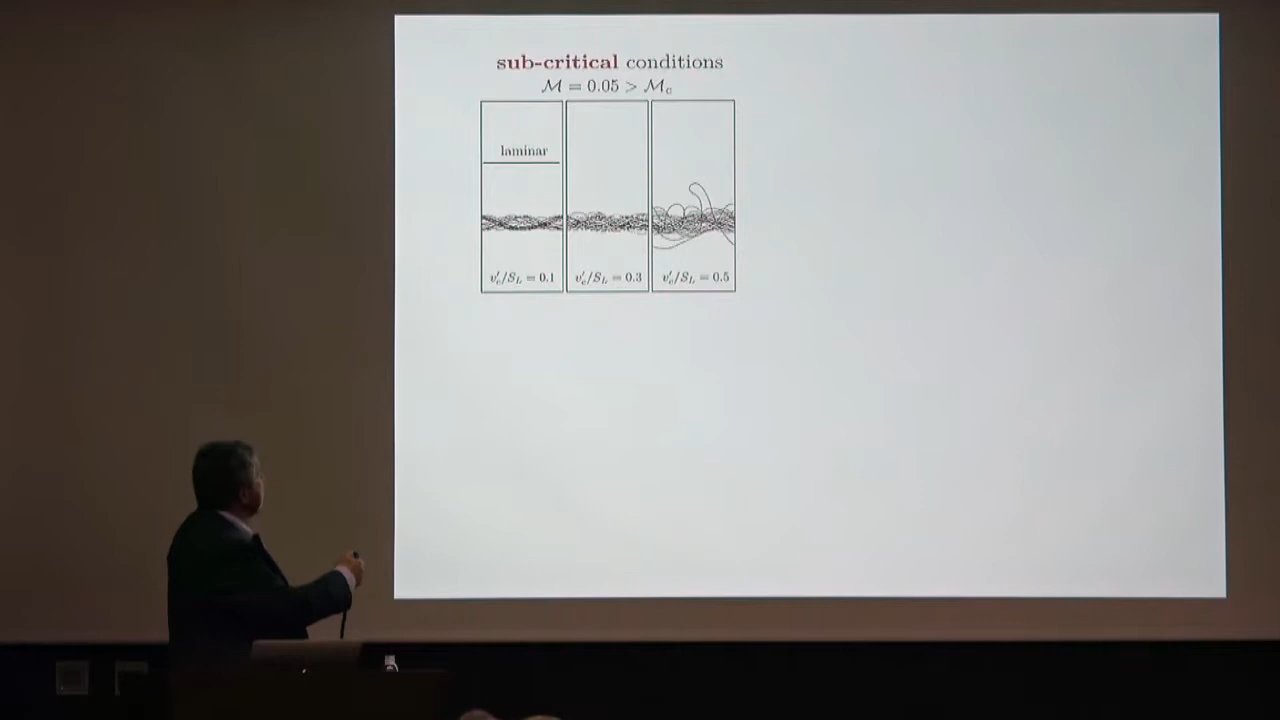 sub-critical conditions
ℳ = 0.05 > ℳc
laminar
v′c/SL = 0.1
v′c/SL = 0.3
v′c/SL = 0.5